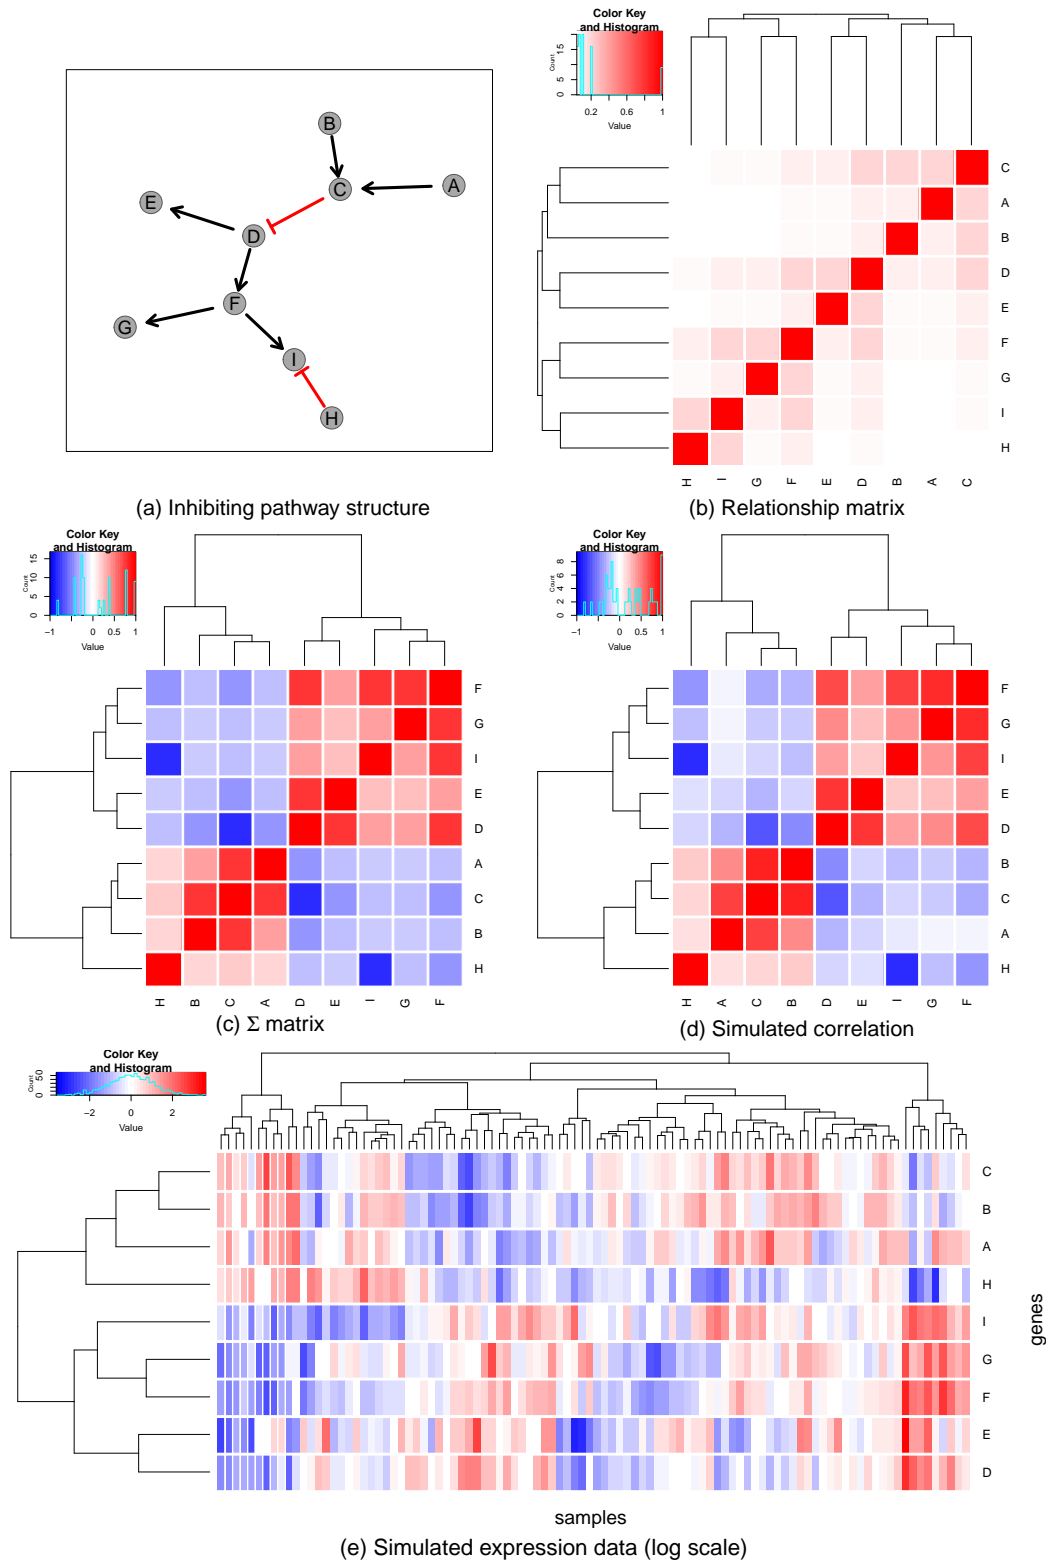 B
C
A
E
D
F
G
I
H
(a) Inhibiting pathway structure
Color Key
and Histogram
Count
0 5 15
0.2 0.6 1
Value
C
A
B
D
E
F
G
I
H
H I G F E D B A C
(b) Relationship matrix
Color Key
and Histogram
Count
0 5 10 15
−1 0 0.5 1
Value
F
G
I
E
D
A
C
B
H
H B C A D E I G F
(c) Σ matrix
Color Key
and Histogram
Count
0 2 4 6 8
−1 0 0.5 1
Value
F
G
I
E
D
B
C
A
H
H A C B D E I G F
(d) Simulated correlation
Color Key
and Histogram
Count
0 50
−2 0 2
Value
C
B
A
H
I
G
F
E
D
genes
samples
(e) Simulated expression data (log scale)